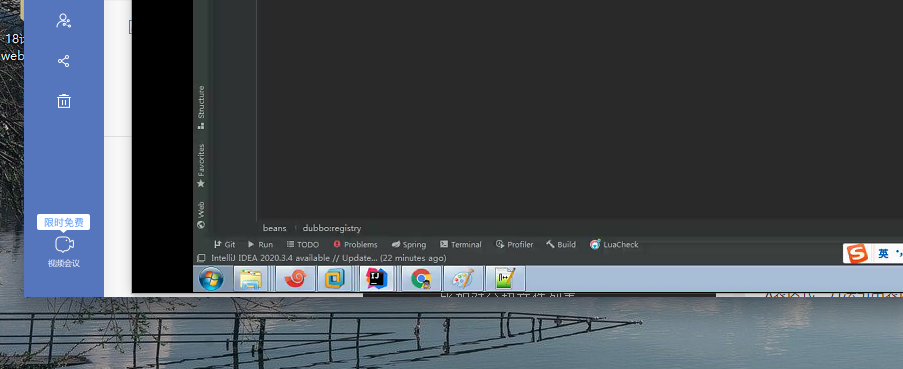 web
Structure
Favorites
Web
限时免费
视频会议
beans
dubbo:registry
Git Run TODO Problems Spring Terminal Profiler Build LuaCheck
IntelliJ IDEA 2020.3.4 available // Update... (22 minutes ago)
英